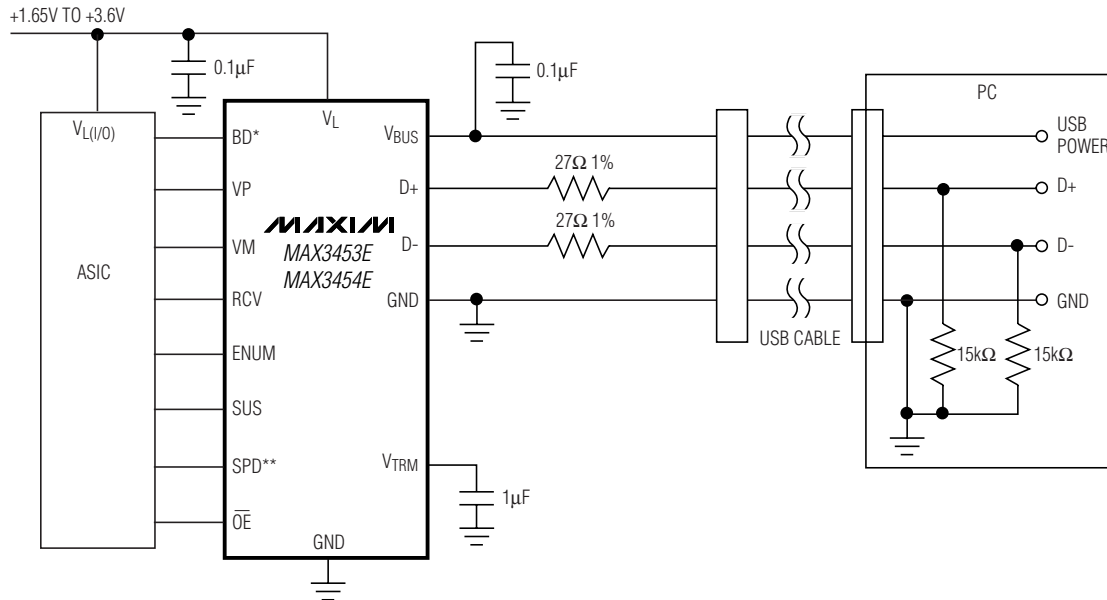 +1.65V TO +3.6V
0.1μF
0.1μF
PC
VL(I/O)
VL
BD*
VBUS
USB
POWER
27Ω 1%
VP
D+
D+
MAXIM
27Ω 1%
VM
MAX3453E
D-
D-
ASIC
MAX3454E
RCV
GND
GND
USB CABLE
ENUM
15kΩ
15kΩ
SUS
SPD**
VTRM
1μF
OE
GND